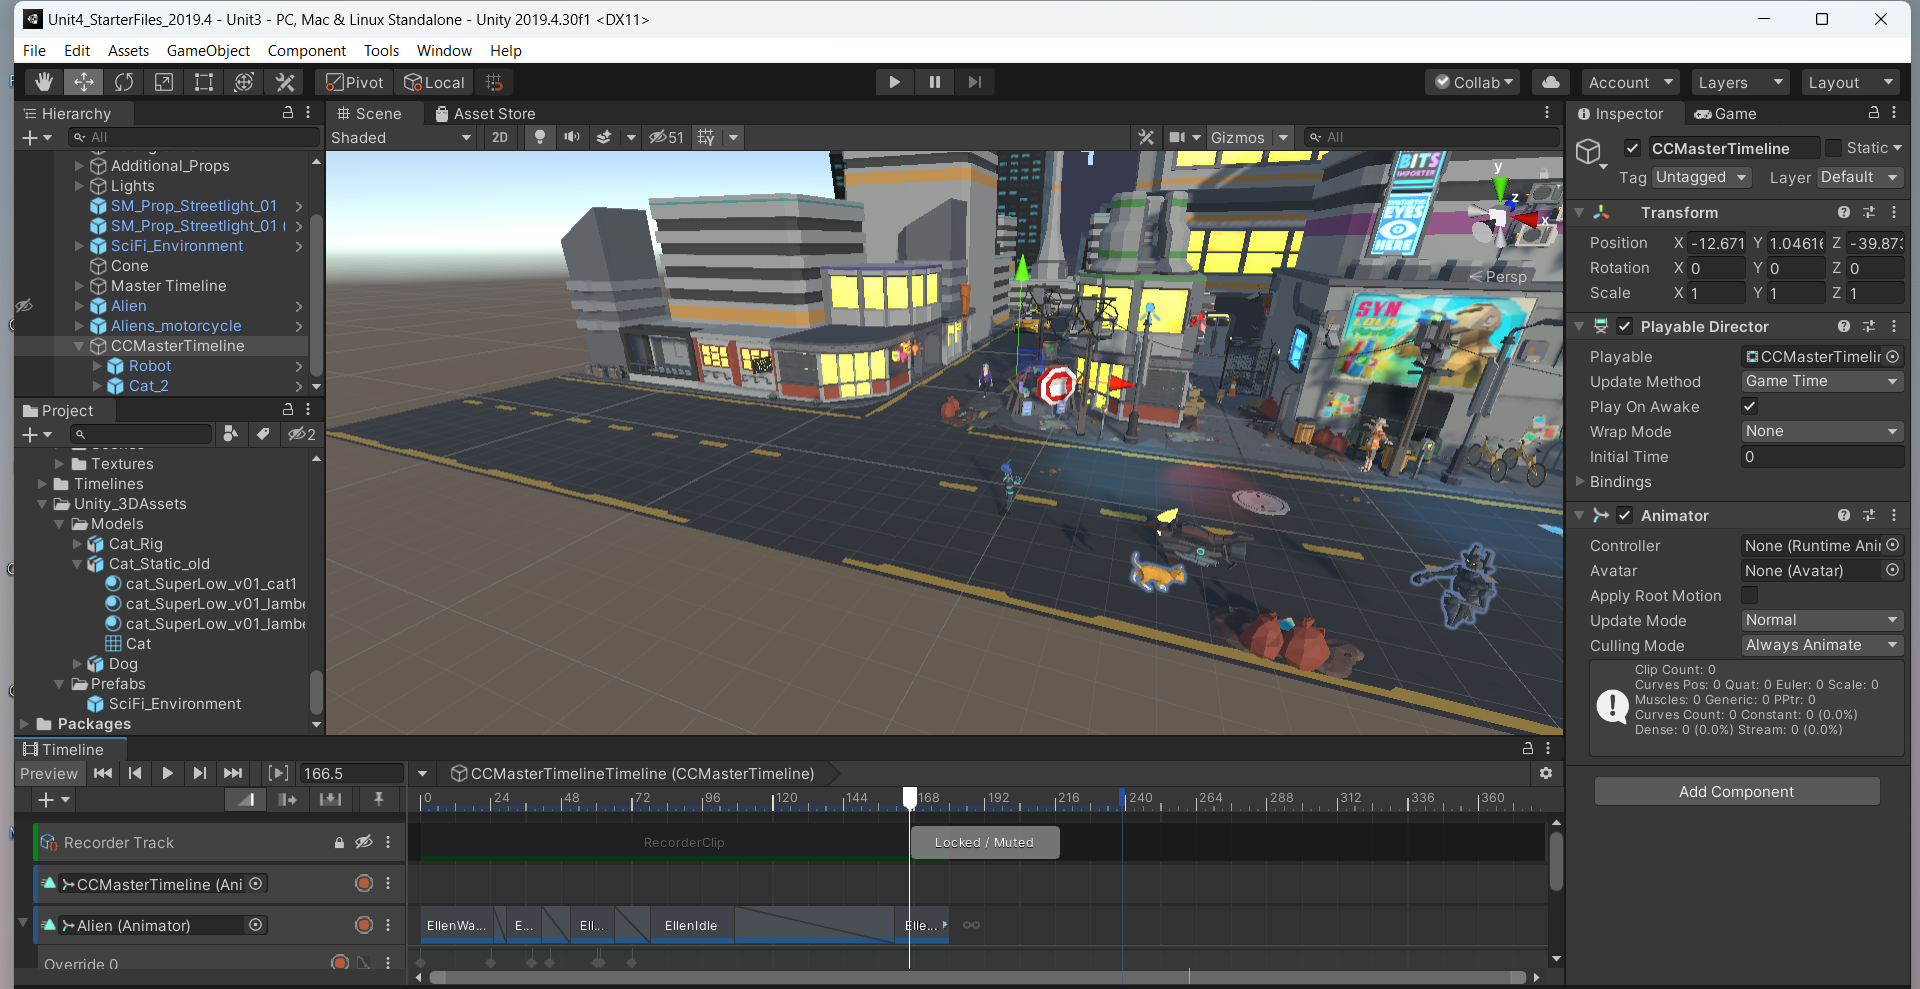 Unit4_StarterFiles_2019.4 - Unit3 - PC, Mac & Linux Standalone - Unity 2019.4.30f1 <DX11>
File Edit Assets GameObject Component Tools Window Help
Pivot Local Collab Account Layers Layout
Hierarchy
All
Additional_Props
Lights
SM_Prop_Streetlight_01
SM_Prop_Streetlight_01 (
SciFi_Environment
Cone
Master Timeline
Alien
Aliens_motorcycle
CCMasterTimeline
Robot
Cat_2
Project
2
Textures
Timelines
Unity_3DAssets
Models
Cat_Rig
Cat_Static_old
cat_SuperLow_v01_cat1
cat_SuperLow_v01_lambe
cat_SuperLow_v01_lambe
Cat
Dog
Prefabs
SciFi_Environment
Packages
Scene Asset Store
Shaded 2D 51 Gizmos All
BITS
IMPORTER
SYNTHETIC
EYES
HERE
y
z
x
Persp
SYN
COLA
Inspector Game
CCMasterTimeline Static
Tag Untagged Layer Default
Transform
Position X -12.671 Y 1.0461 Z -39.873
Rotation X 0 Y 0 Z 0
Scale X 1 Y 1 Z 1
Playable Director
Playable CCMasterTimelir
Update Method Game Time
Play On Awake
Wrap Mode None
Initial Time 0
Bindings
Animator
Controller None (Runtime Ani
Avatar None (Avatar)
Apply Root Motion
Update Mode Normal
Culling Mode Always Animate
Clip Count: 0
Curves Pos: 0 Quat: 0 Euler: 0 Scale: 0
Muscles: 0 Generic: 0 PPtr: 0
Curves Count: 0 Constant: 0 (0.0%)
Dense: 0 (0.0%) Stream: 0 (0.0%)
Add Component
Timeline
Preview 166.5 CCMasterTimelineTimeline (CCMasterTimeline)
0 24 48 72 96 120 144 168 192 216 240 264 288 312 336 360
Recorder Track RecorderClip Locked / Muted
CCMasterTimeline (Ani
Alien (Animator) EllenWa... E... Ell... EllenIdle Elle...
Override 0